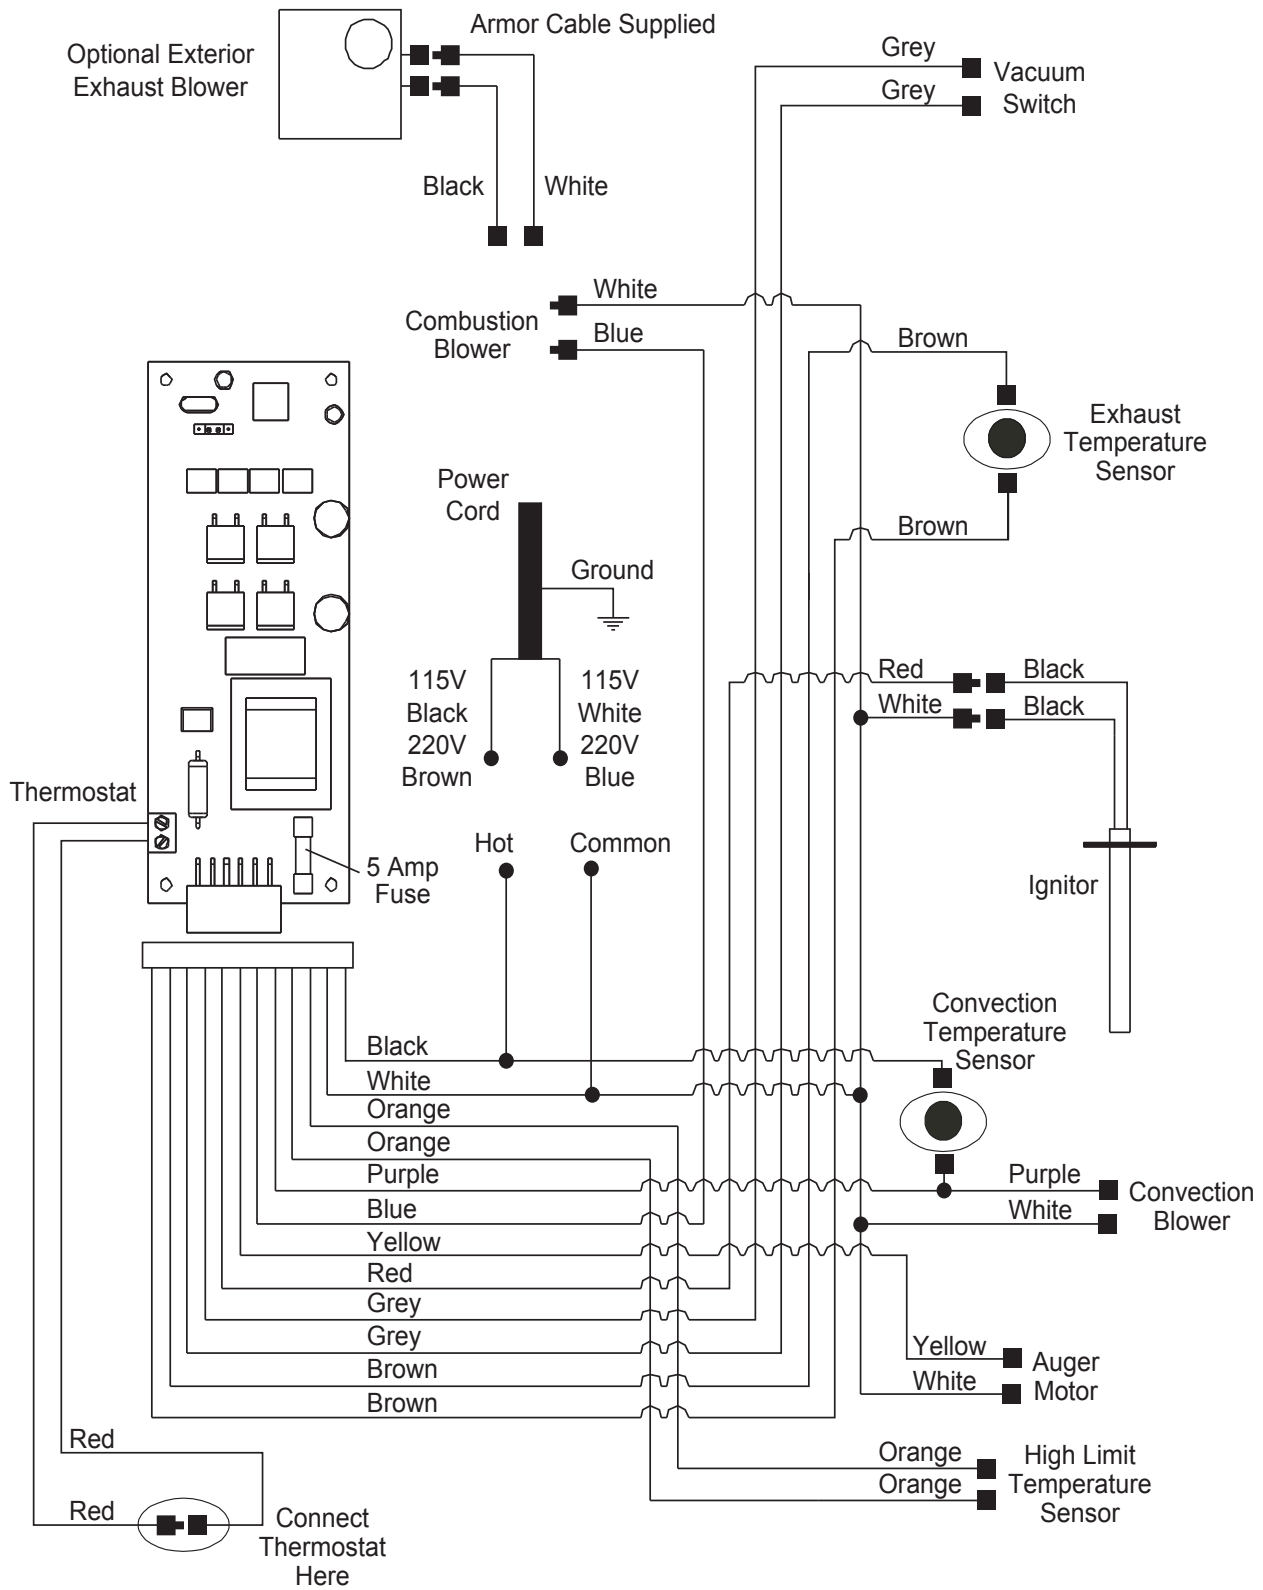 Armor Cable Supplied
Optional Exterior
Exhaust Blower
Grey
Vacuum
Switch
Grey
Black
White
White
Combustion
Blower
Blue
Brown
Exhaust
Temperature
Sensor
Brown
Power
Cord
Ground
115V
Black
220V
Brown
115V
White
220V
Blue
Red
Black
White
Black
Thermostat
5 Amp
Fuse
Hot
Common
Ignitor
Convection
Temperature
Sensor
Black
White
Orange
Orange
Purple
Blue
Yellow
Red
Grey
Grey
Brown
Brown
Purple
White
Convection
Blower
Yellow
White
Auger
Motor
Orange
Orange
High Limit
Temperature
Sensor
Red
Red
Connect
Thermostat
Here